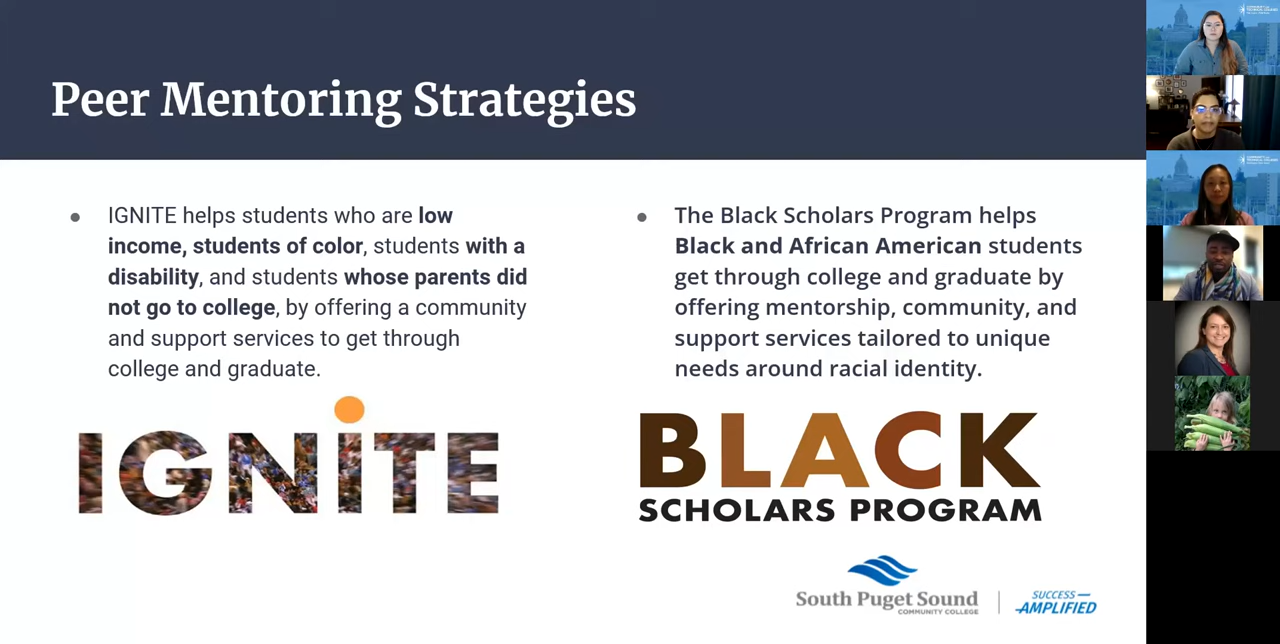 Peer Mentoring Strategies
● IGNITE helps students who are low
income, students of color, students with a
disability, and students whose parents did
not go to college, by offering a community
and support services to get through
college and graduate.
IGNiTE
● The Black Scholars Program helps
Black and African American students
get through college and graduate by
offering mentorship, community, and
support services tailored to unique
needs around racial identity.
BLACK
SCHOLARS PROGRAM
South Puget Sound
COMMUNITY COLLEGE
SUCCESS
AMPLIFIED